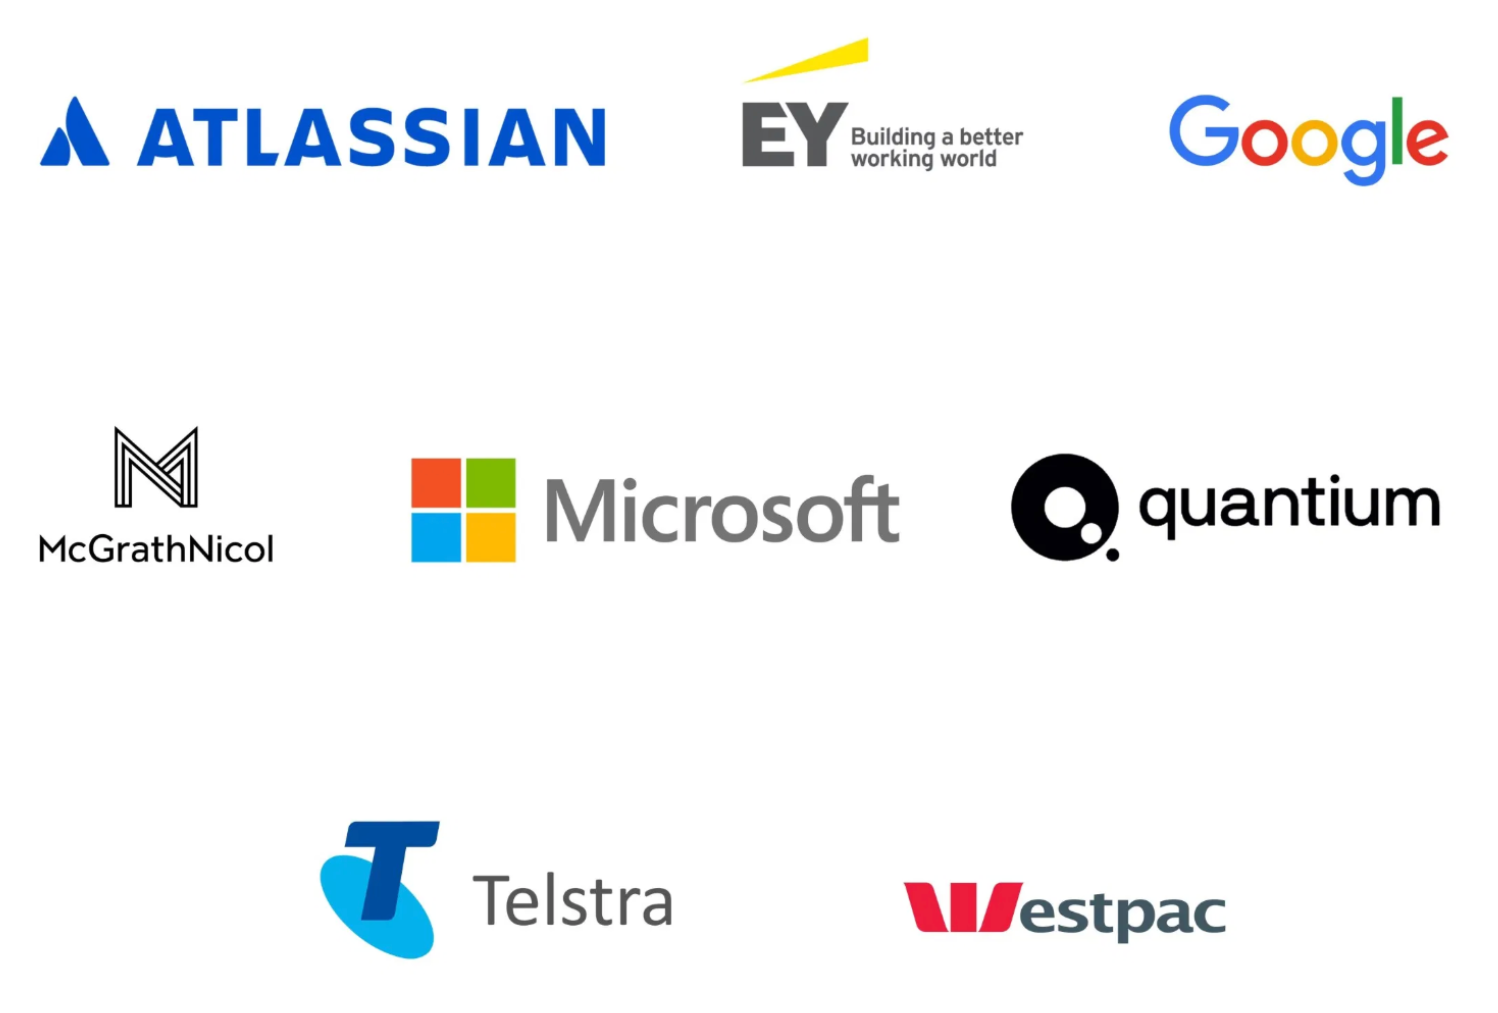 ATLASSIAN
EY
Building a better
working world
Google
McGrathNicol
Microsoft
quantium
Telstra
Westpac